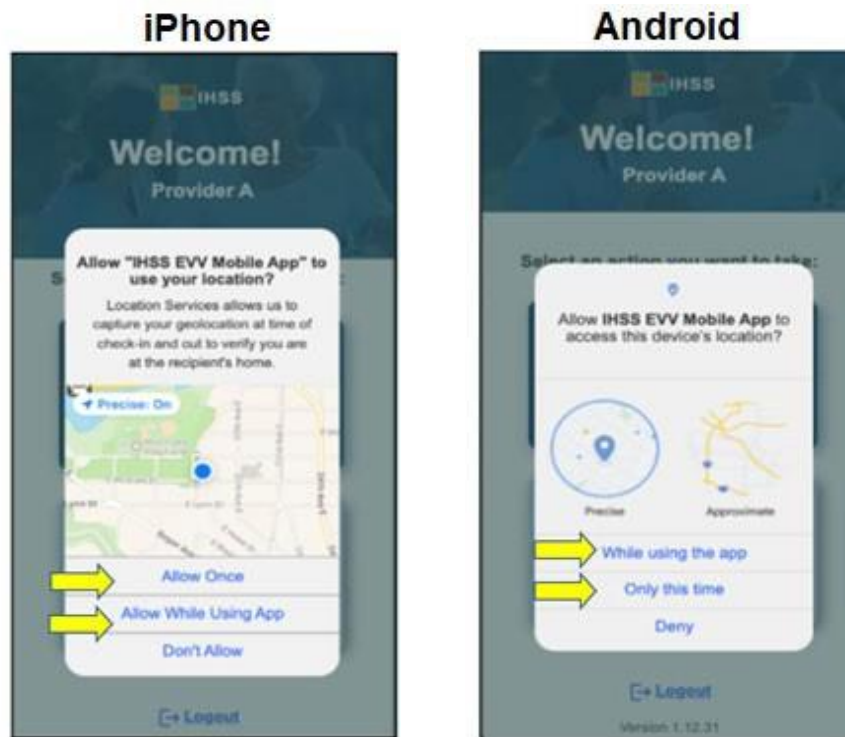 iPhone
IHSS
Welcome!
Provider A
Allow "IHSS EVV Mobile App" to
use your location?
Location Services allows us to
capture your geolocation at time of
check-in and out to verify you are
at the recipient's home.
Precise: On
Allow Once
Allow While Using App
Don't Allow
Logout
Android
IHSS
Welcome!
Provider A
Select an action you want to take:
Allow IHSS EVV Mobile App to
access this device's location?
Precise
Approximate
While using the app
Only this time
Deny
Logout
Version 1.12.31